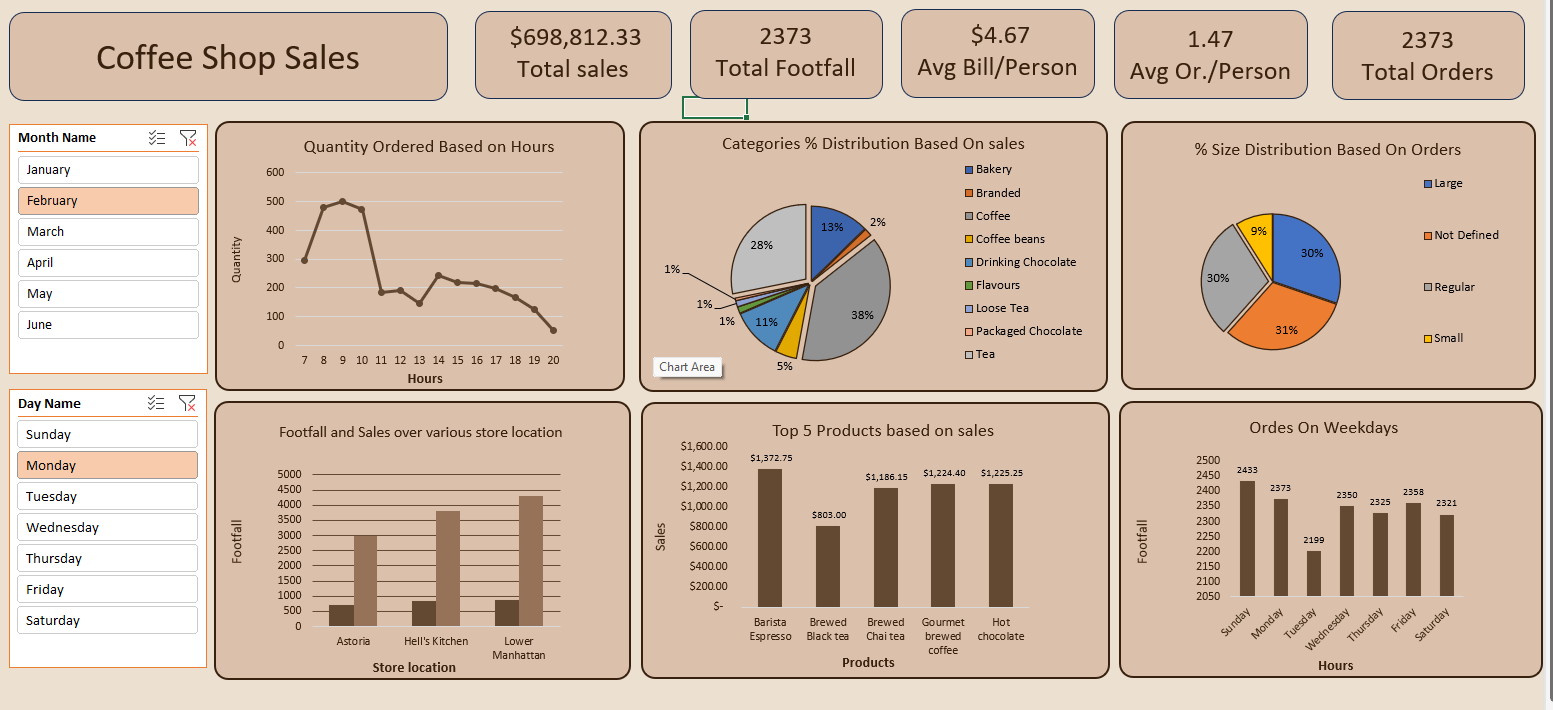 Coffee Shop Sales
$698,812.33
Total sales
2373
Total Footfall
$4.67
Avg Bill/Person
1.47
Avg Or./Person
2373
Total Orders
Month Name
January
February
March
April
May
June
Day Name
Sunday
Monday
Tuesday
Wednesday
Thursday
Friday
Saturday
Quantity Ordered Based on Hours
Quantity
600
500
400
300
200
100
0
7 8 9 10 11 12 13 14 15 16 17 18 19 20
Hours
Categories % Distribution Based On sales
13%
2%
38%
5%
11%
1%
1%
1%
28%
Bakery
Branded
Coffee
Coffee beans
Drinking Chocolate
Flavours
Loose Tea
Packaged Chocolate
Tea
Chart Area
% Size Distribution Based On Orders
30%
31%
30%
9%
Large
Not Defined
Regular
Small
Footfall and Sales over various store location
Footfall
5000
4500
4000
3500
3000
2500
2000
1500
1000
500
0
Astoria
Hell's Kitchen
Lower
Manhattan
Store location
Top 5 Products based on sales
Sales
$1,600.00
$1,400.00
$1,200.00
$1,000.00
$800.00
$600.00
$400.00
$200.00
$-
$1,372.75
$803.00
$1,186.15
$1,224.40
$1,225.25
Barista
Espresso
Brewed
Black tea
Brewed
Chai tea
Gourmet
brewed
coffee
Hot
chocolate
Products
Ordes On Weekdays
Footfall
2500
2450
2400
2350
2300
2250
2200
2150
2100
2050
2433
2373
2199
2350
2325
2358
2321
Sunday
Monday
Tuesday
Wednesday
Thursday
Friday
Saturday
Hours